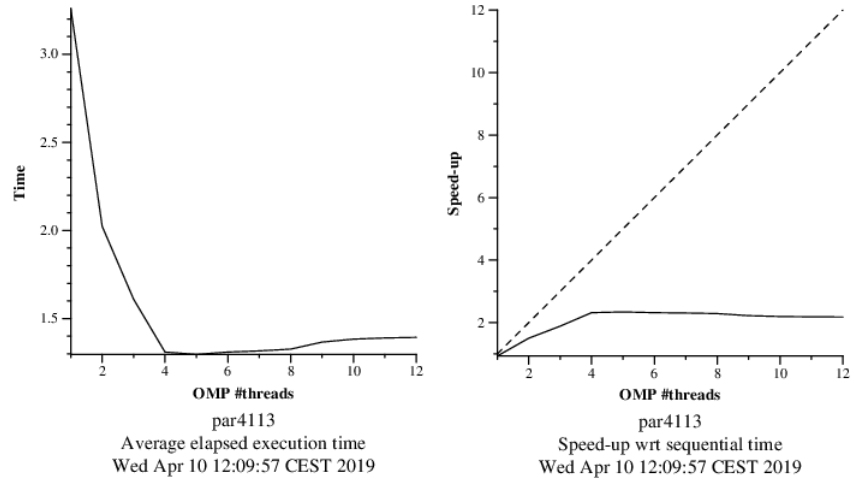 3.0
2.5
2.0
1.5
Time
2 4 6 8 10 12
OMP #threads
par4113
Average elapsed execution time
Wed Apr 10 12:09:57 CEST 2019
12
10
8
6
4
2
Speed-up
2 4 6 8 10 12
OMP #threads
par4113
Speed-up wrt sequential time
Wed Apr 10 12:09:57 CEST 2019